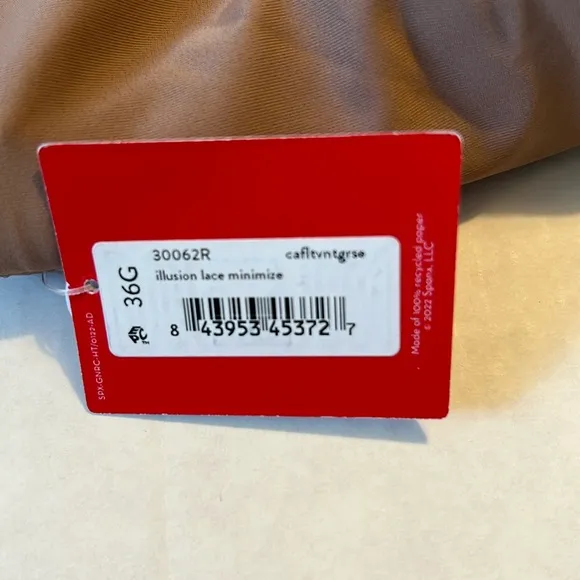 30062R cafltvntgrse
illusion lace minimize
36G
8 43953 45372 7
EPC™
SPX-GNRC-HT/0122-AD
Made of 100% recycled paper
© 2022 Spanx, LLC